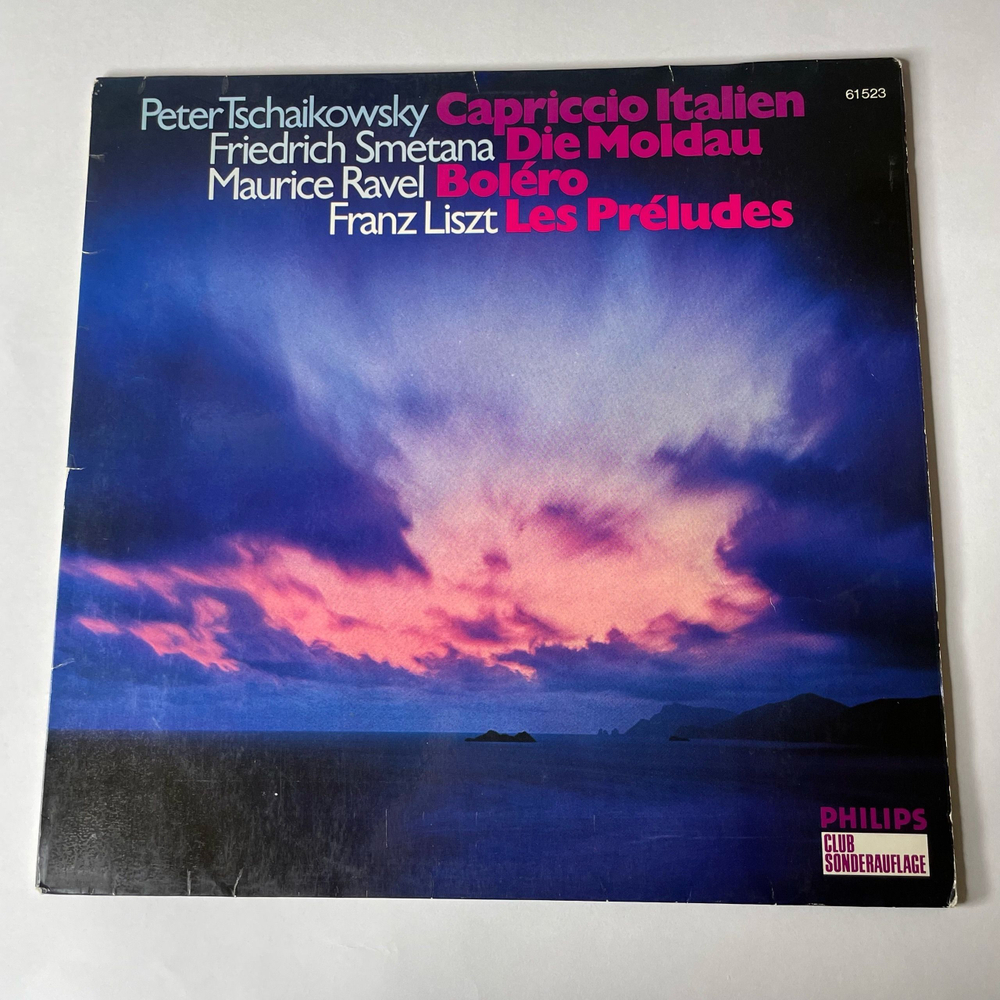 Peter Tschaikowsky Capriccio Italien
Friedrich Smetana Die Moldau
Maurice Ravel Boléro
Franz Liszt Les Préludes
61523
PHILIPS
CLUB
SONDERAUFLAGE